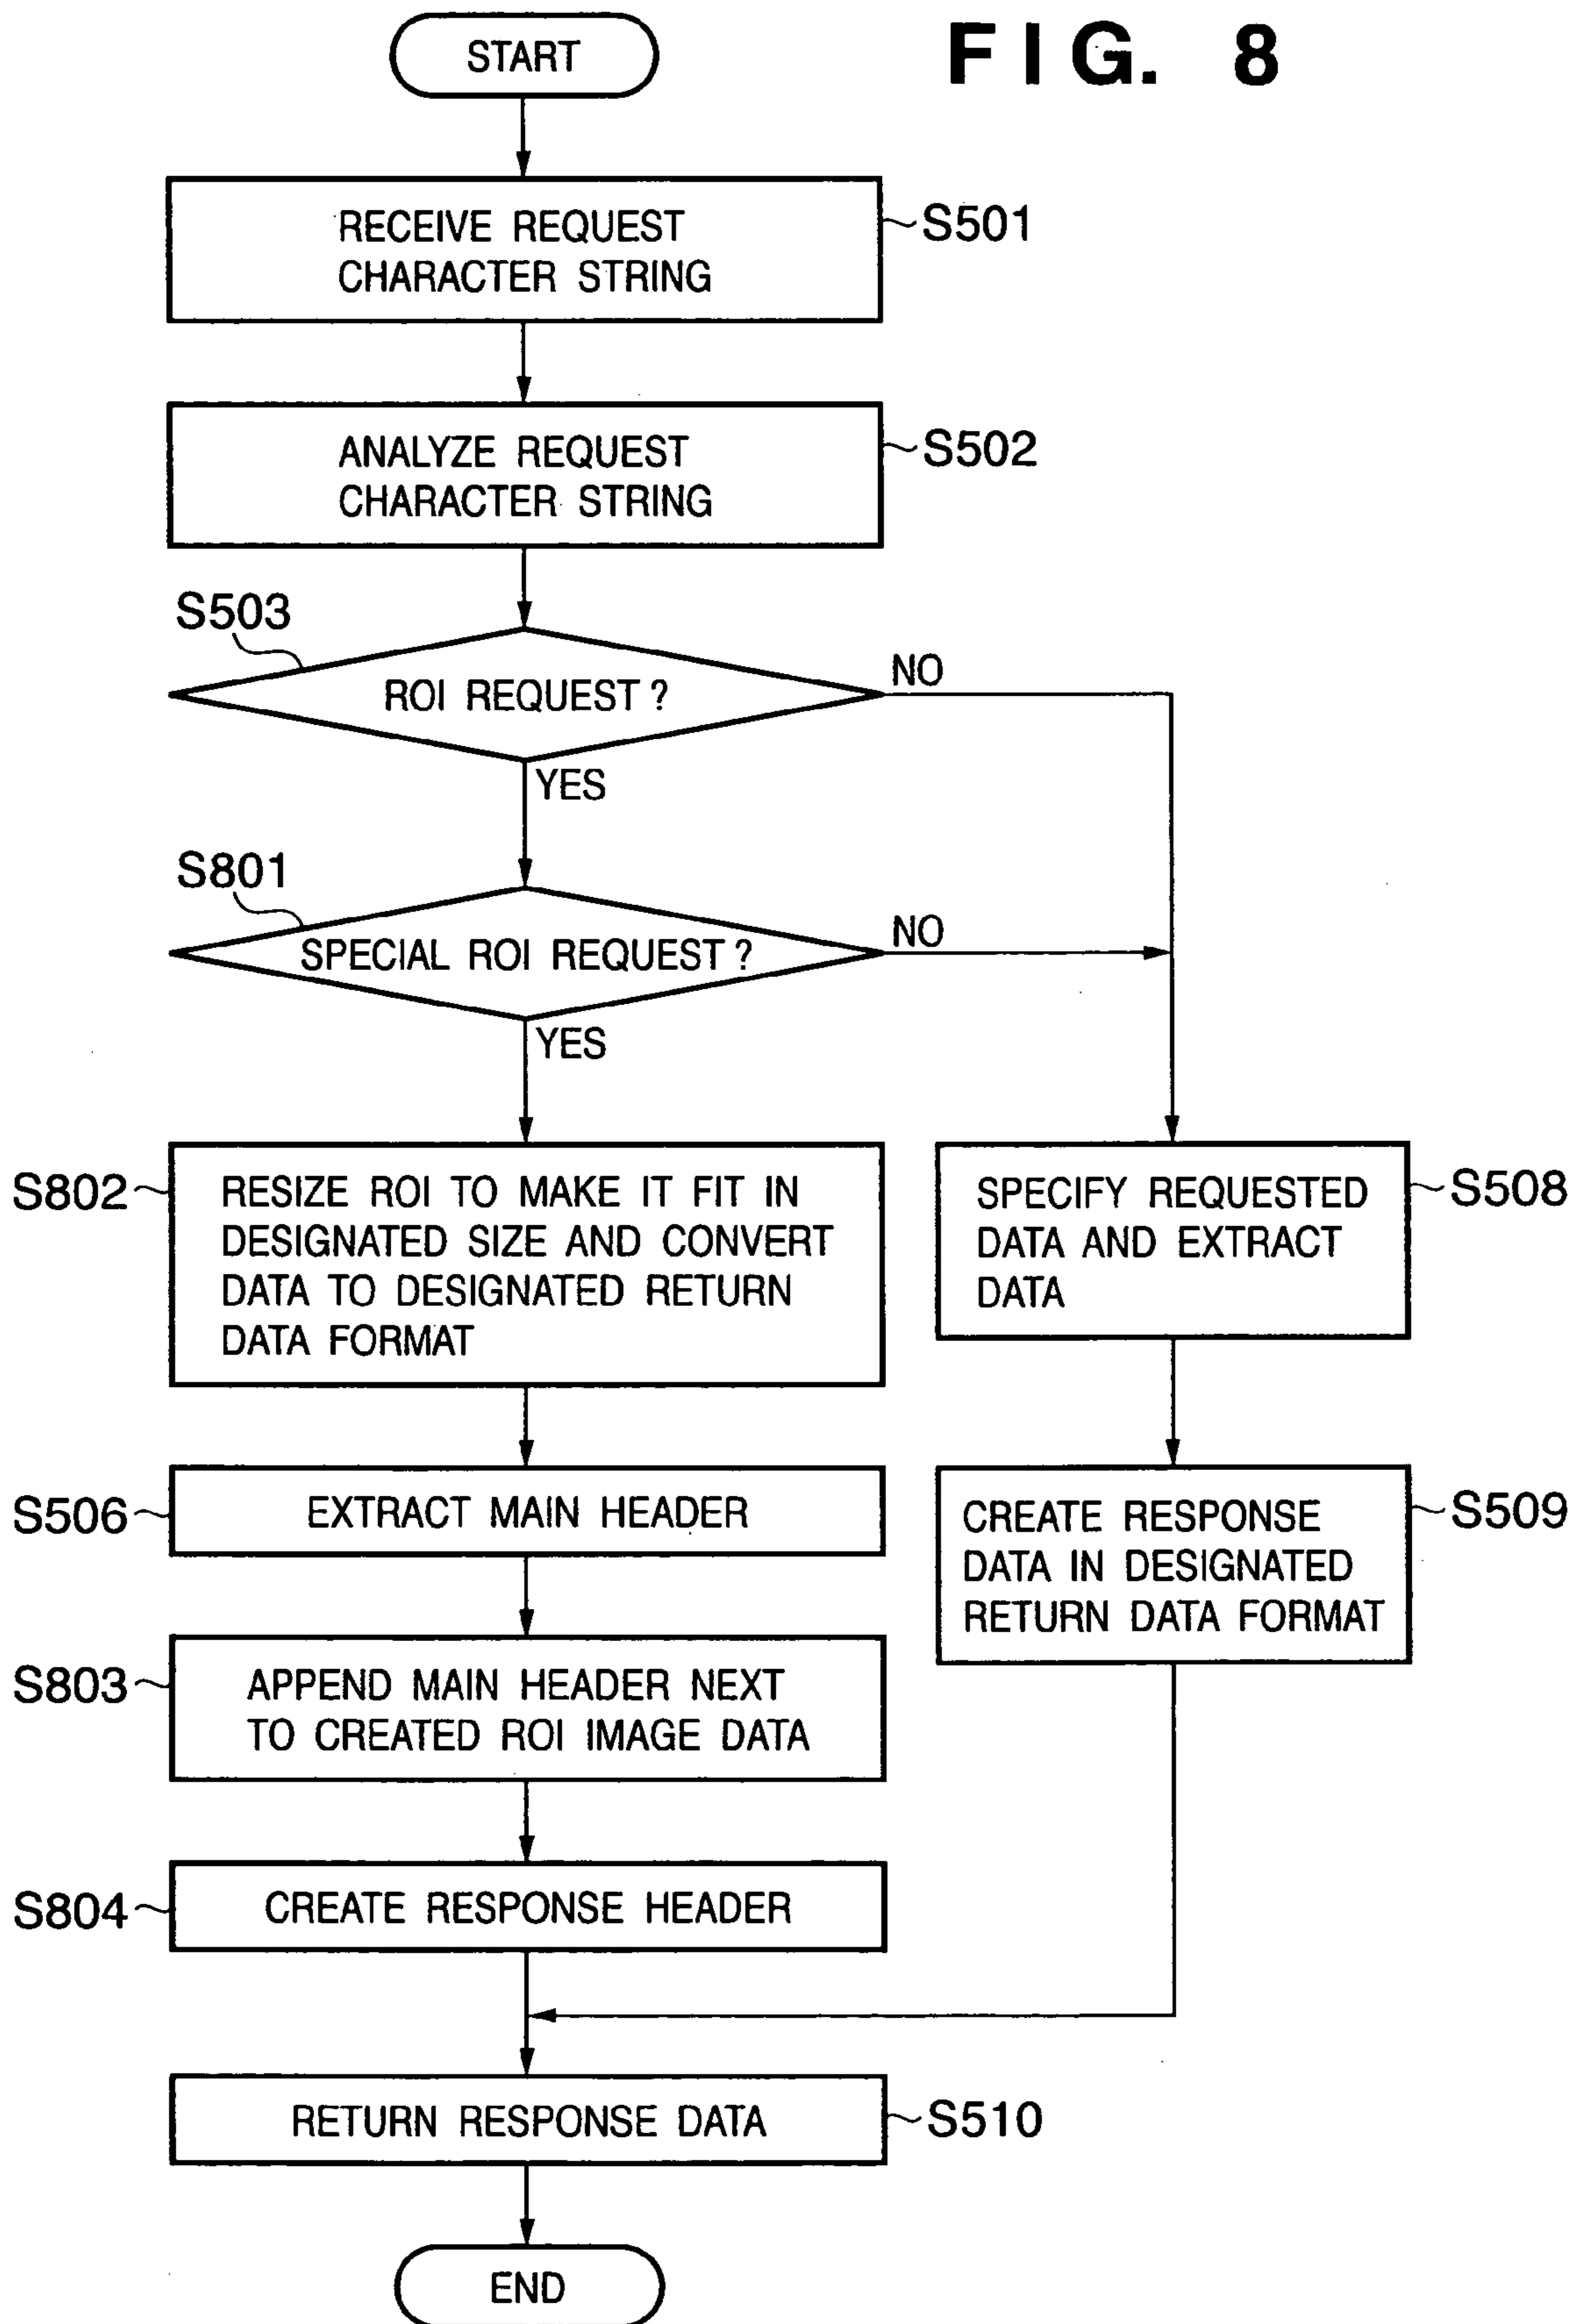 FIG. 8
START
RECEIVE REQUEST
CHARACTER STRING
S501
ANALYZE REQUEST
CHARACTER STRING
S502
S503
ROI REQUEST ?
NO
YES
S801
SPECIAL ROI REQUEST ?
NO
YES
S802
RESIZE ROI TO MAKE IT FIT IN
DESIGNATED SIZE AND CONVERT
DATA TO DESIGNATED RETURN
DATA FORMAT
SPECIFY REQUESTED
DATA AND EXTRACT
DATA
S508
S506
EXTRACT MAIN HEADER
CREATE RESPONSE
DATA IN DESIGNATED
RETURN DATA FORMAT
S509
S803
APPEND MAIN HEADER NEXT
TO CREATED ROI IMAGE DATA
S804
CREATE RESPONSE HEADER
RETURN RESPONSE DATA
S510
END